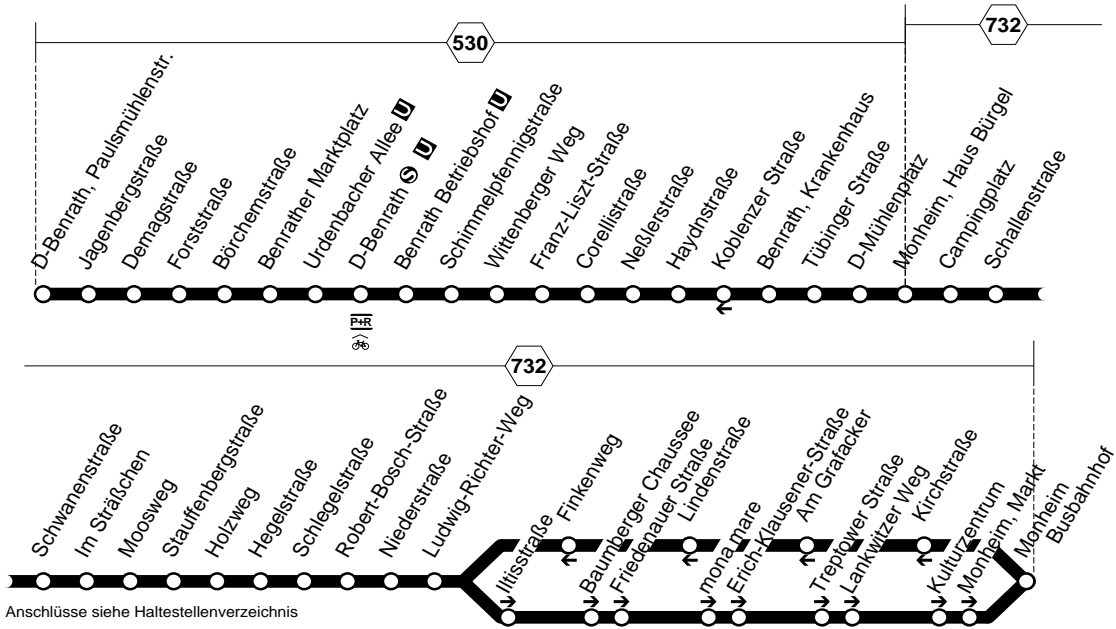 530
732
D-Benrath, Paulsmühlenstr.
Jagenbergstraße
Demagstraße
Forststraße
Börchemstraße
Benrather Marktplatz
Urdenbacher Allee U
D-Benrath S U
Benrath Betriebshof U
Schimmelpfennigstraße
Wittenberger Weg
Franz-Liszt-Straße
Corellistraße
Neßlerstraße
Haydnstraße
Koblenzer Straße
Benrath, Krankenhaus
Tübinger Straße
D-Mühlenplatz
Monheim, Haus Bürgel
Campingplatz
Schallenstraße
P+R
732
Schwanenstraße
Im Sträßchen
Moosweg
Stauffenbergstraße
Holzweg
Hegelstraße
Schlegelstraße
Robert-Bosch-Straße
Niederstraße
Ludwig-Richter-Weg
Iltisstraße
Finkenweg
Baumberger Chaussee
Friedenauer Straße
Lindenstraße
mona mare
Erich-Klausener-Straße
Am Grafacker
Treptower Straße
Lankwitzer Weg
Kirchstraße
Kulturzentrum
Monheim, Markt
Monheim
Busbahnhof
Anschlüsse siehe Haltestellenverzeichnis